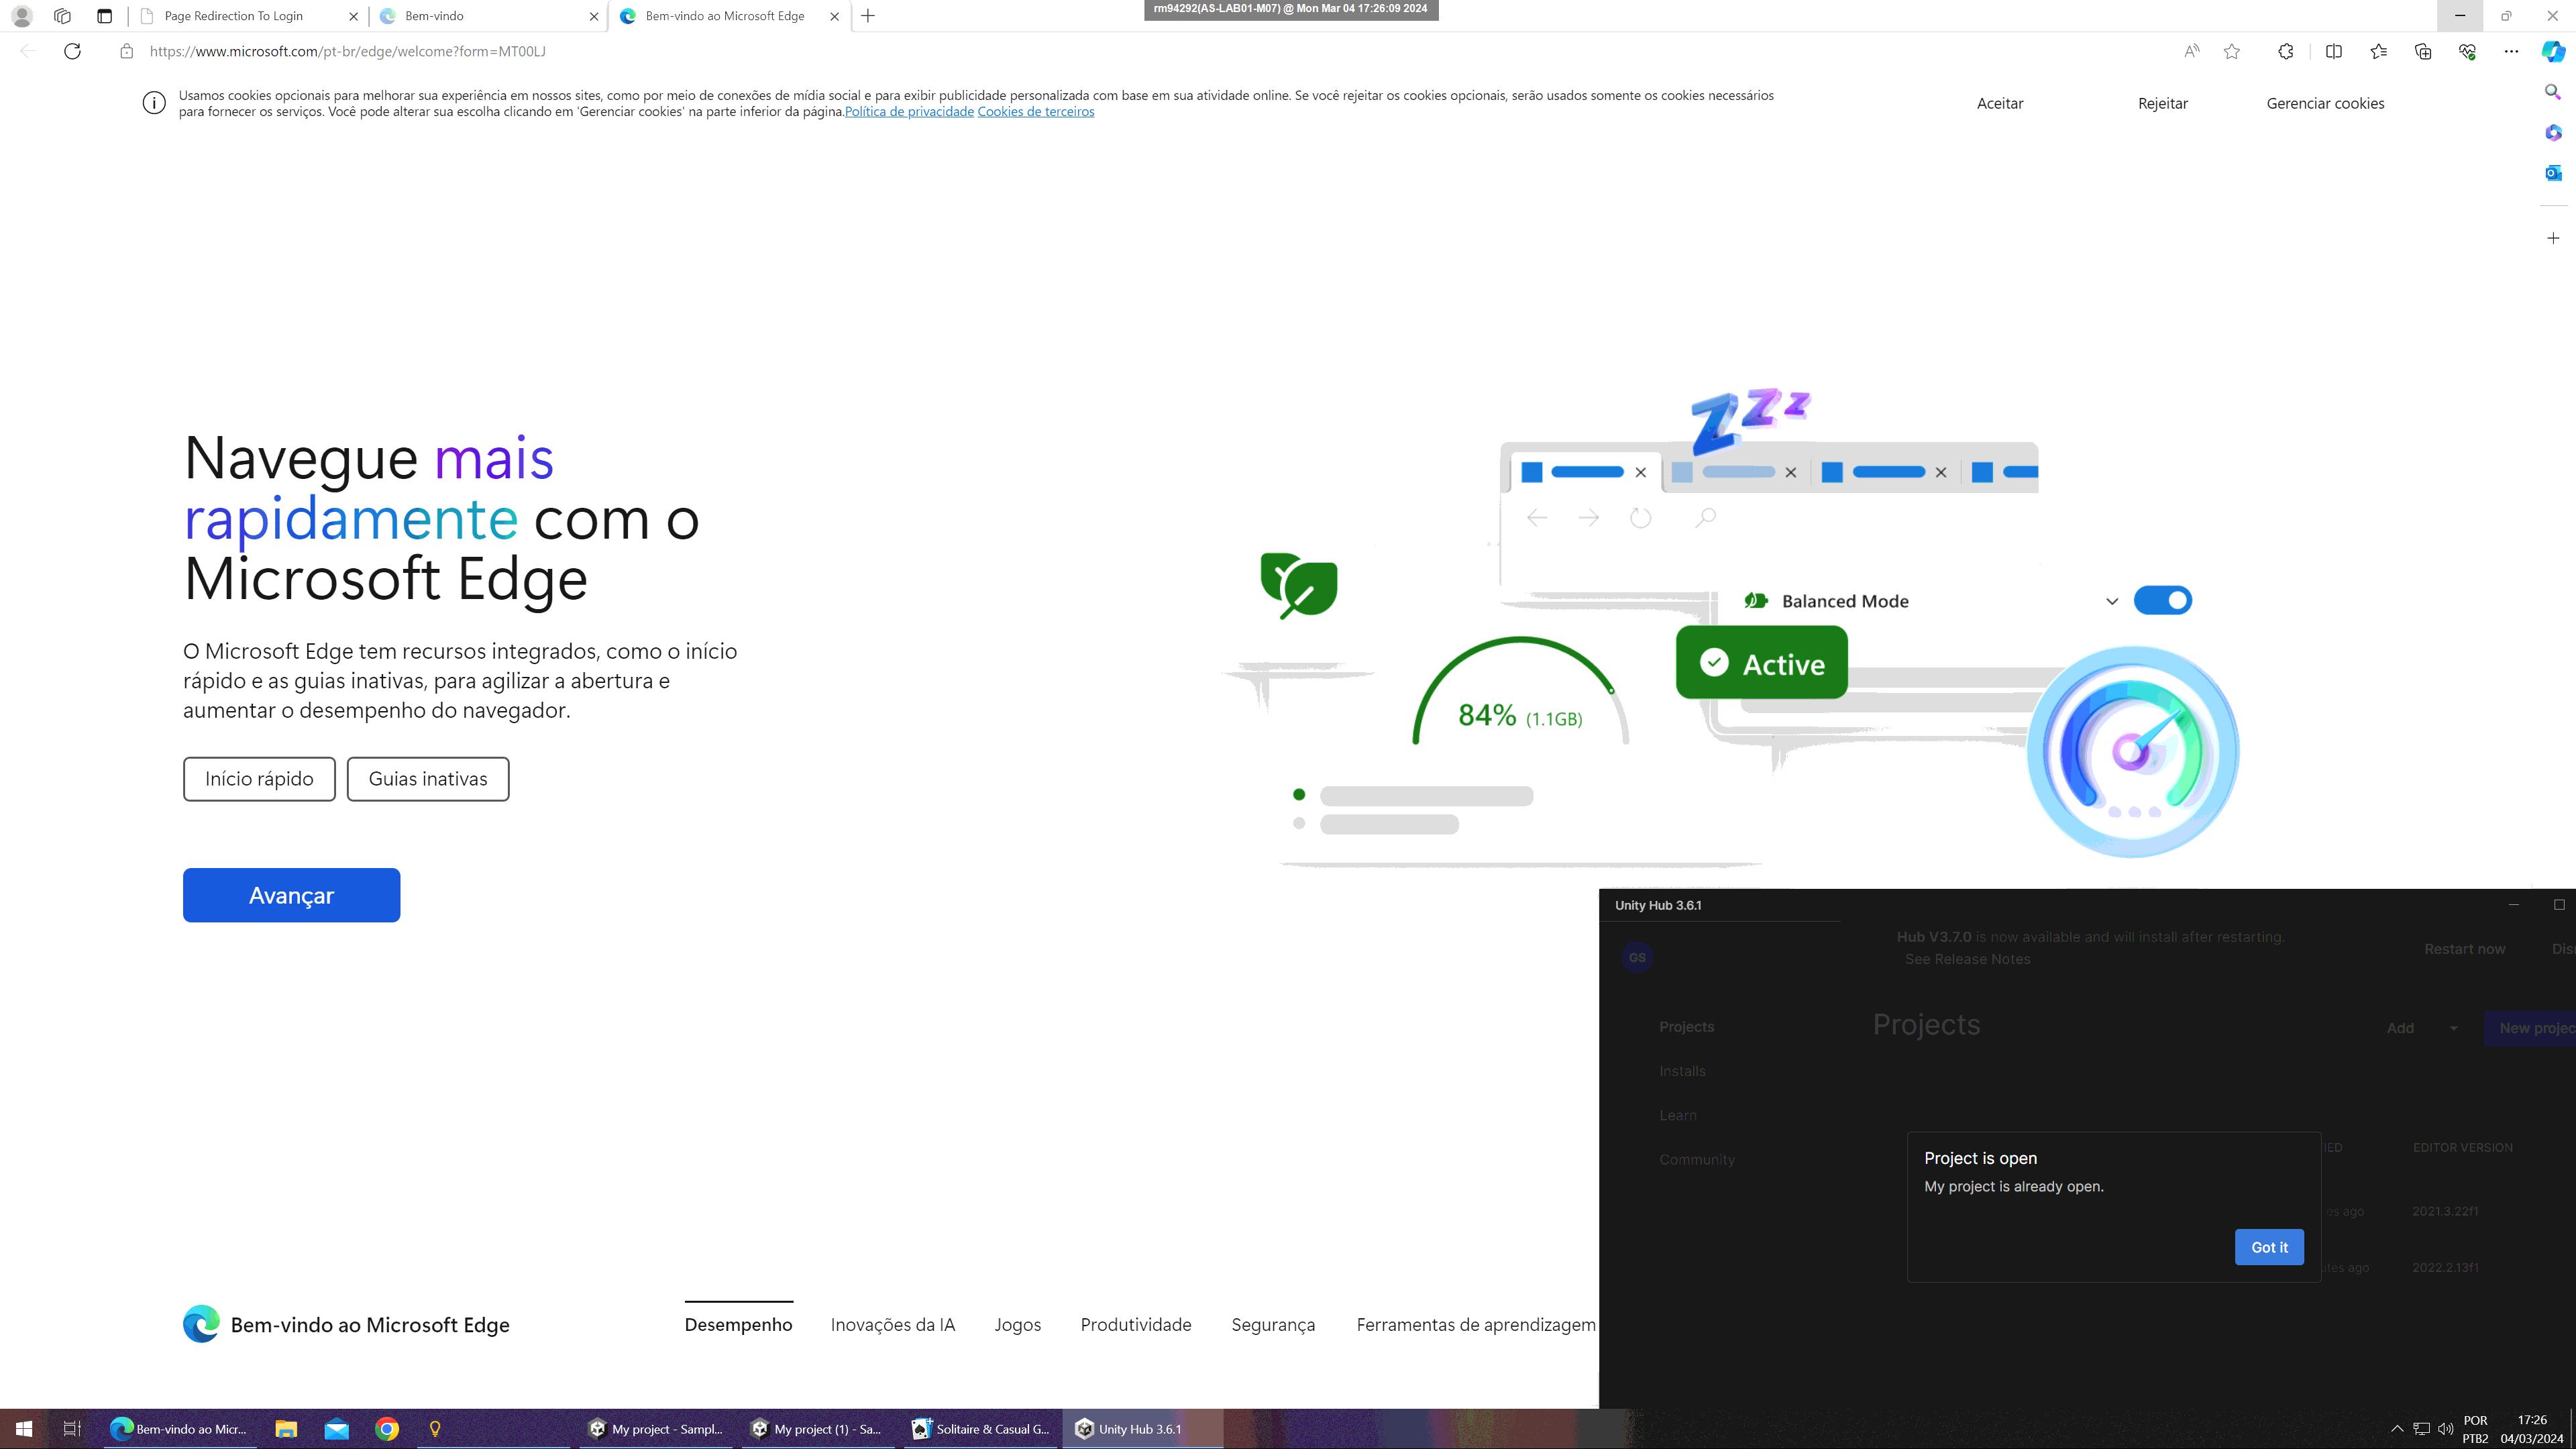 rm94292(AS-LAB01-M07) @ Mon Mar 04 17:26:09 2024
Page Redirection To Login
Bem-vindo
Bem-vindo ao Microsoft Edge
https://www.microsoft.com/pt-br/edge/welcome?form=MT00LJ
Usamos cookies opcionais para melhorar sua experiência em nossos sites, como por meio de conexões de mídia social e para exibir publicidade personalizada com base em sua atividade online. Se você rejeitar os cookies opcionais, serão usados somente os cookies necessários
para fornecer os serviços. Você pode alterar sua escolha clicando em 'Gerenciar cookies' na parte inferior da página.Política de privacidade Cookies de terceiros
Aceitar
Rejeitar
Gerenciar cookies
Navegue mais
rapidamente com o
Microsoft Edge
O Microsoft Edge tem recursos integrados, como o início
rápido e as guias inativas, para agilizar a abertura e
aumentar o desempenho do navegador.
Início rápido
Guias inativas
Avançar
zzz
Balanced Mode
Active
84% (1.1GB)
Unity Hub 3.6.1
GS
Hub V3.7.0 is now available and will install after restarting.
See Release Notes
Restart now
Projects
Installs
Learn
Community
Projects
Add
New projec
EDITOR VERSION
Project is open
My project is already open.
Got it
ago
2021.3.22f1
ago
2022.2.13f1
Bem-vindo ao Microsoft Edge
Desempenho
Inovações da IA
Jogos
Produtividade
Segurança
Ferramentas de aprendizagem
Bem-vindo ao Micr...
My project - Sampl...
My project (1) - Sa...
Solitaire & Casual G...
Unity Hub 3.6.1
POR
PTB2
17:26
04/03/2024